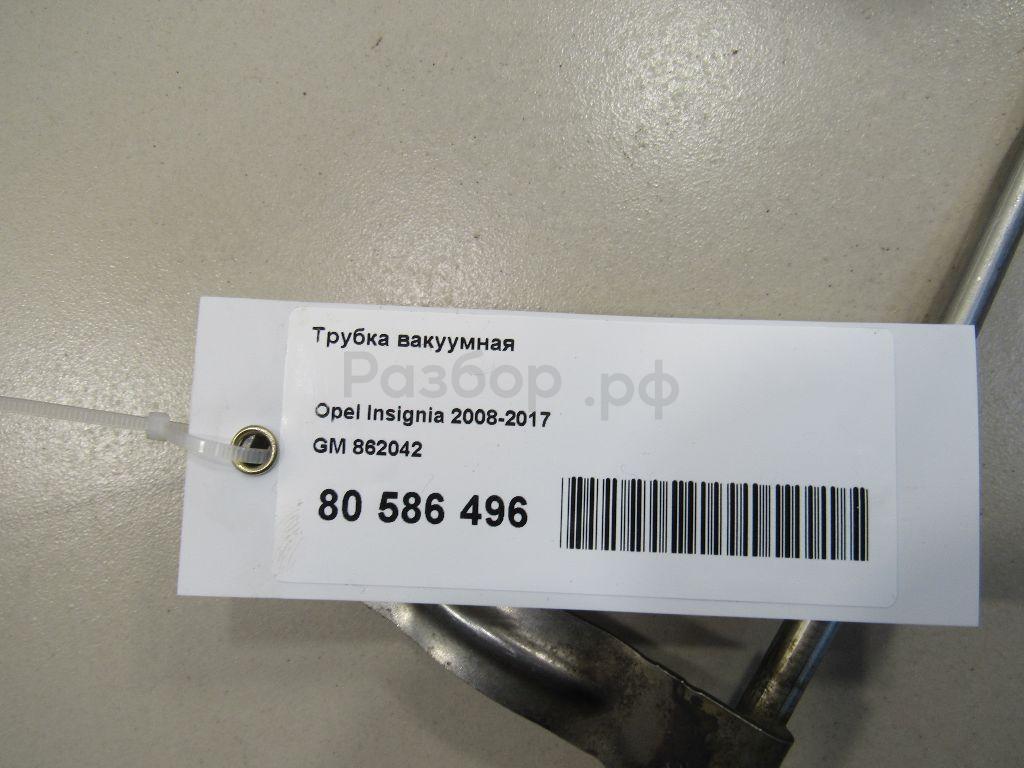 Трубка вакуумная
Разбор.рф
Opel Insignia 2008-2017
GM 862042
80 586 496